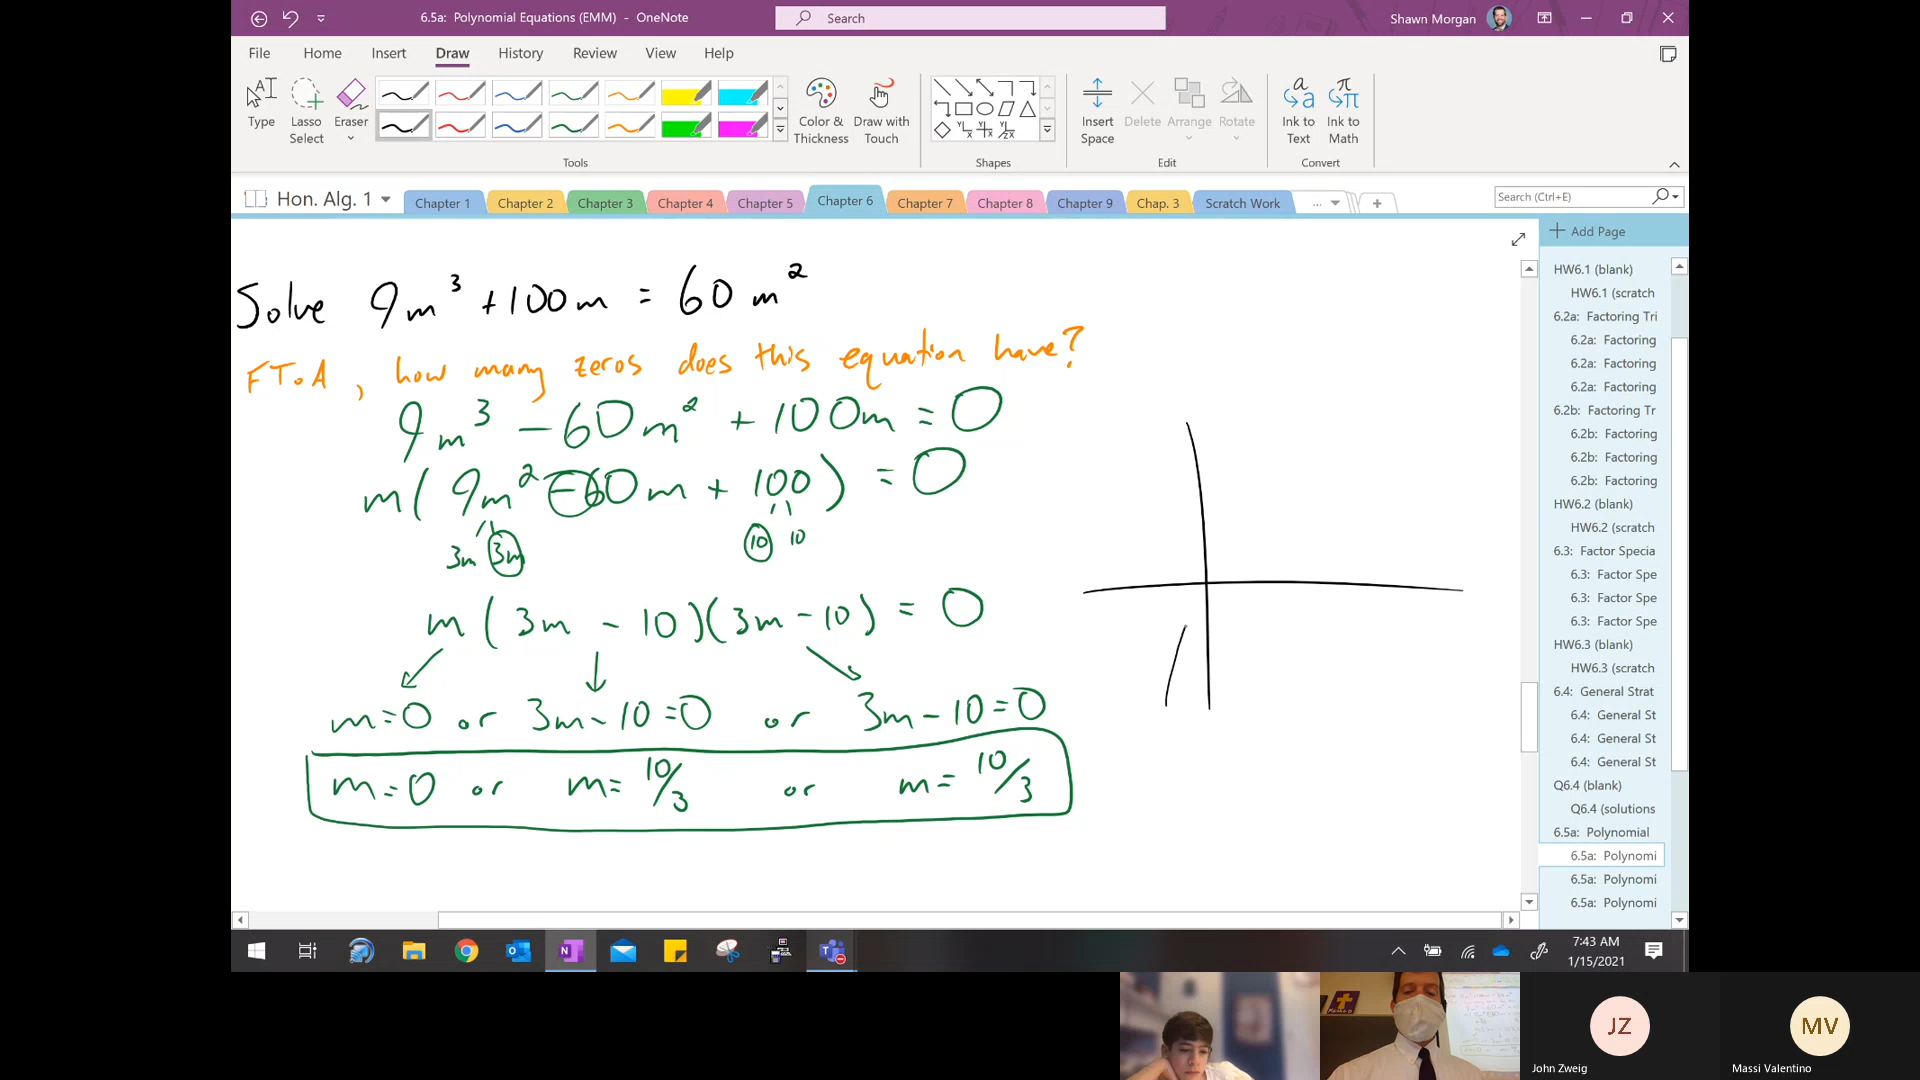 6.5a: Polynomial Equations (EMM) - OneNote
Search
Shawn Morgan
File Home Insert Draw History Review View Help
Type
Lasso Select
Eraser
Color & Thickness
Draw with Touch
Insert Space
Delete
Arrange
Rotate
Ink to Text
Ink to Math
Tools
Shapes
Edit
Convert
Hon. Alg. 1
Chapter 1 Chapter 2 Chapter 3 Chapter 4 Chapter 5 Chapter 6 Chapter 7 Chapter 8 Chapter 9 Chap. 3 Scratch Work ...
Search (Ctrl+E)
Solve 9m³ + 100m = 60m²
FToA, how many zeros does this equation have?
9m³ - 60m² + 100m = 0
m(9m² - 60m + 100) = 0
3m 3m 10 10
m(3m - 10)(3m - 10) = 0
m = 0 or 3m - 10 = 0 or 3m - 10 = 0
m = 0 or m = 10/3 or m = 10/3
Add Page
HW6.1 (blank)
HW6.1 (scratch
6.2a: Factoring Tri
6.2a: Factoring
6.2a: Factoring
6.2a: Factoring
6.2b: Factoring Tr
6.2b: Factoring
6.2b: Factoring
6.2b: Factoring
HW6.2 (blank)
HW6.2 (scratch
6.3: Factor Specia
6.3: Factor Spe
6.3: Factor Spe
6.3: Factor Spe
HW6.3 (blank)
HW6.3 (scratch
6.4: General Strat
6.4: General St
6.4: General St
6.4: General St
Q6.4 (blank)
Q6.4 (solutions
6.5a: Polynomial
6.5a: Polynomi
6.5a: Polynomi
6.5a: Polynomi
7:43 AM
1/15/2021
JZ
John Zweig
MV
Massi Valentino